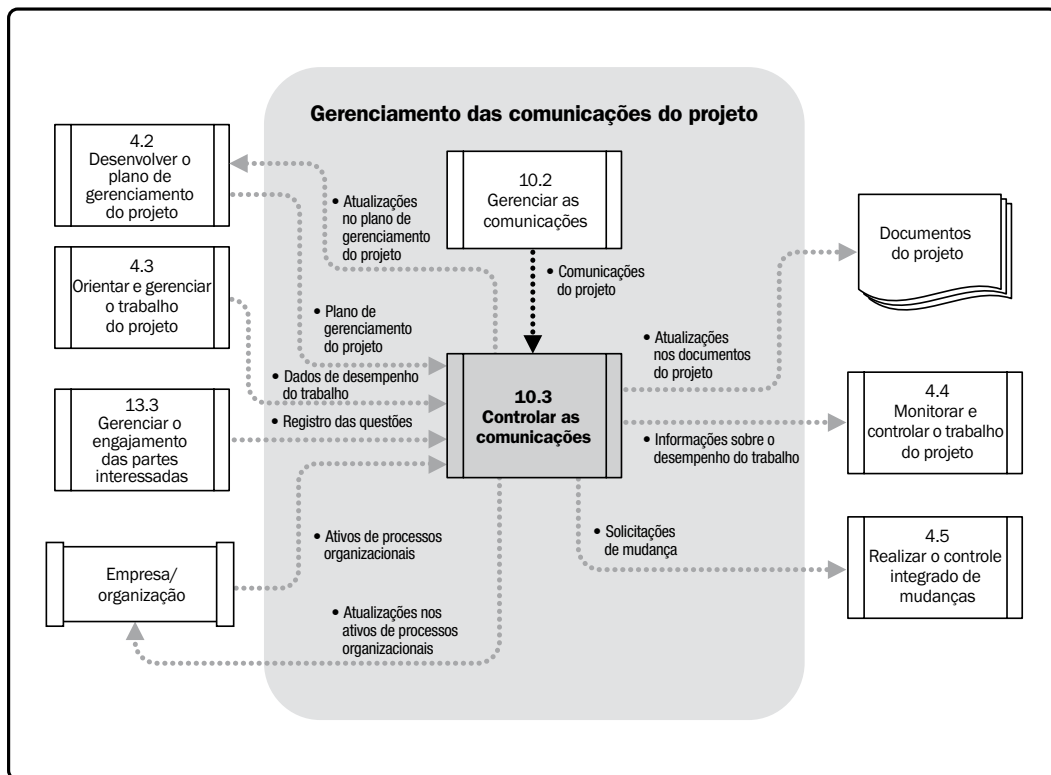 Gerenciamento das comunicações do projeto
4.2
Desenvolver o
plano de
gerenciamento
do projeto
4.3
Orientar e gerenciar
o trabalho
do projeto
13.3
Gerenciar o
engajamento
das partes
interessadas
Empresa/
organização
• Atualizações
no plano de
gerenciamento
do projeto
• Plano de
gerenciamento
do projeto
• Dados de desempenho
do trabalho
• Registro das questões
• Ativos de processos
organizacionais
• Atualizações nos
ativos de processos
organizacionais
10.2
Gerenciar as
comunicações
• Comunicações
do projeto
10.3
Controlar as
comunicações
• Atualizações
nos documentos
do projeto
• Informações sobre o
desempenho do trabalho
• Solicitações
de mudança
Documentos
do projeto
4.4
Monitorar e
controlar o trabalho
do projeto
4.5
Realizar o controle
integrado de
mudanças